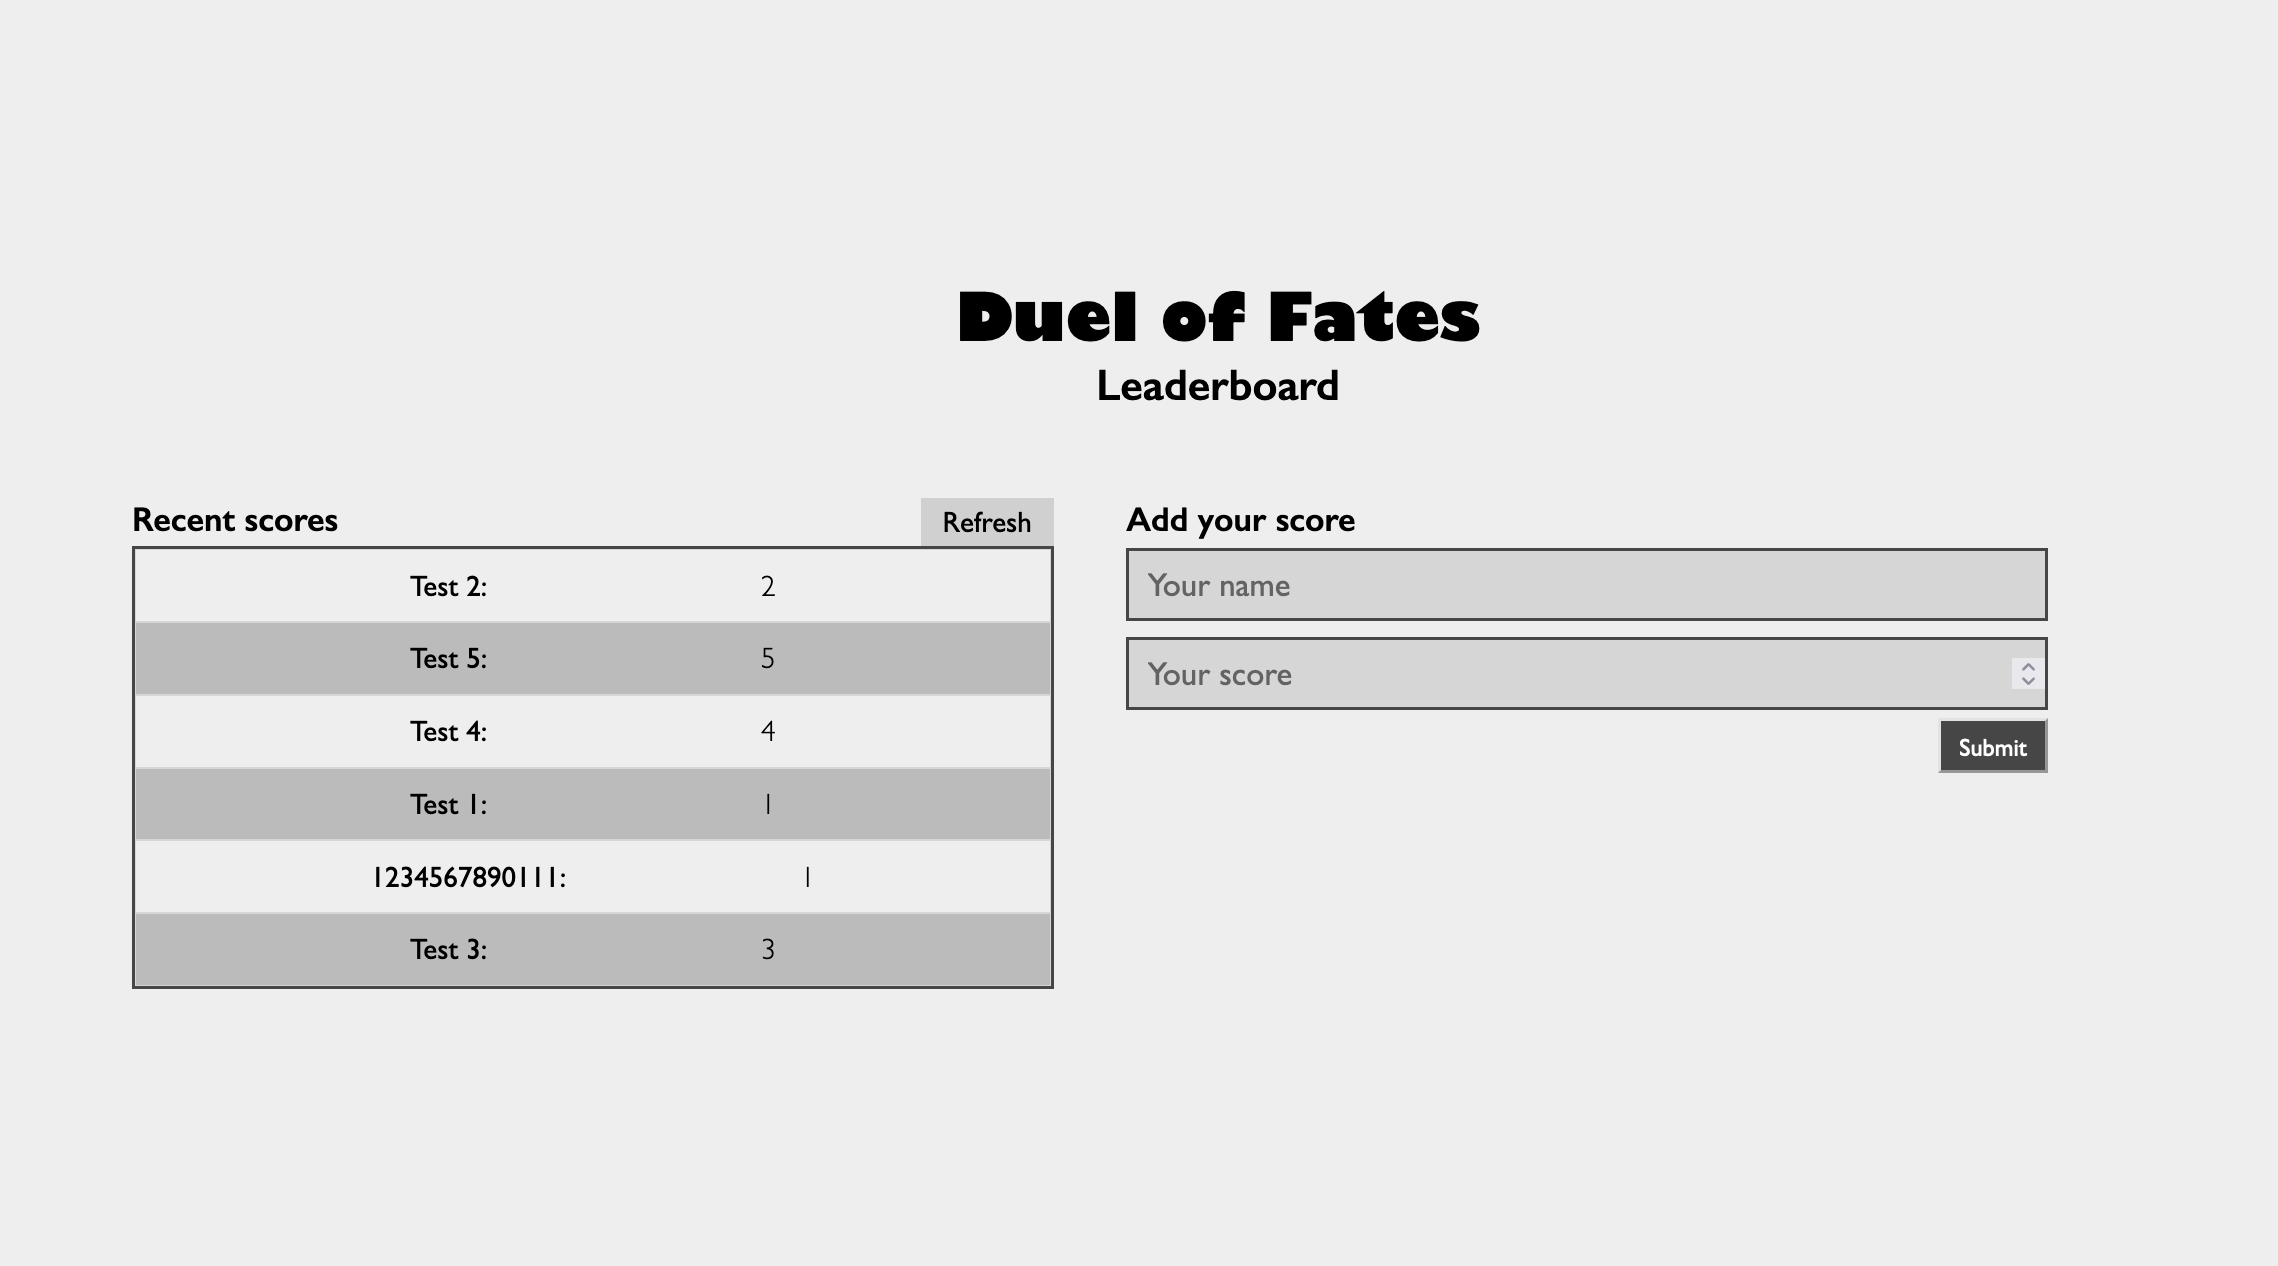 Duel of Fates
Leaderboard
Recent scores
Refresh
Test 2: 2
Test 5: 5
Test 4: 4
Test 1: 1
1234567890111: 1
Test 3: 3
Add your score
Your name
Your score
Submit